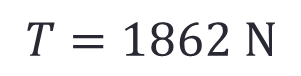 T = 1862 N